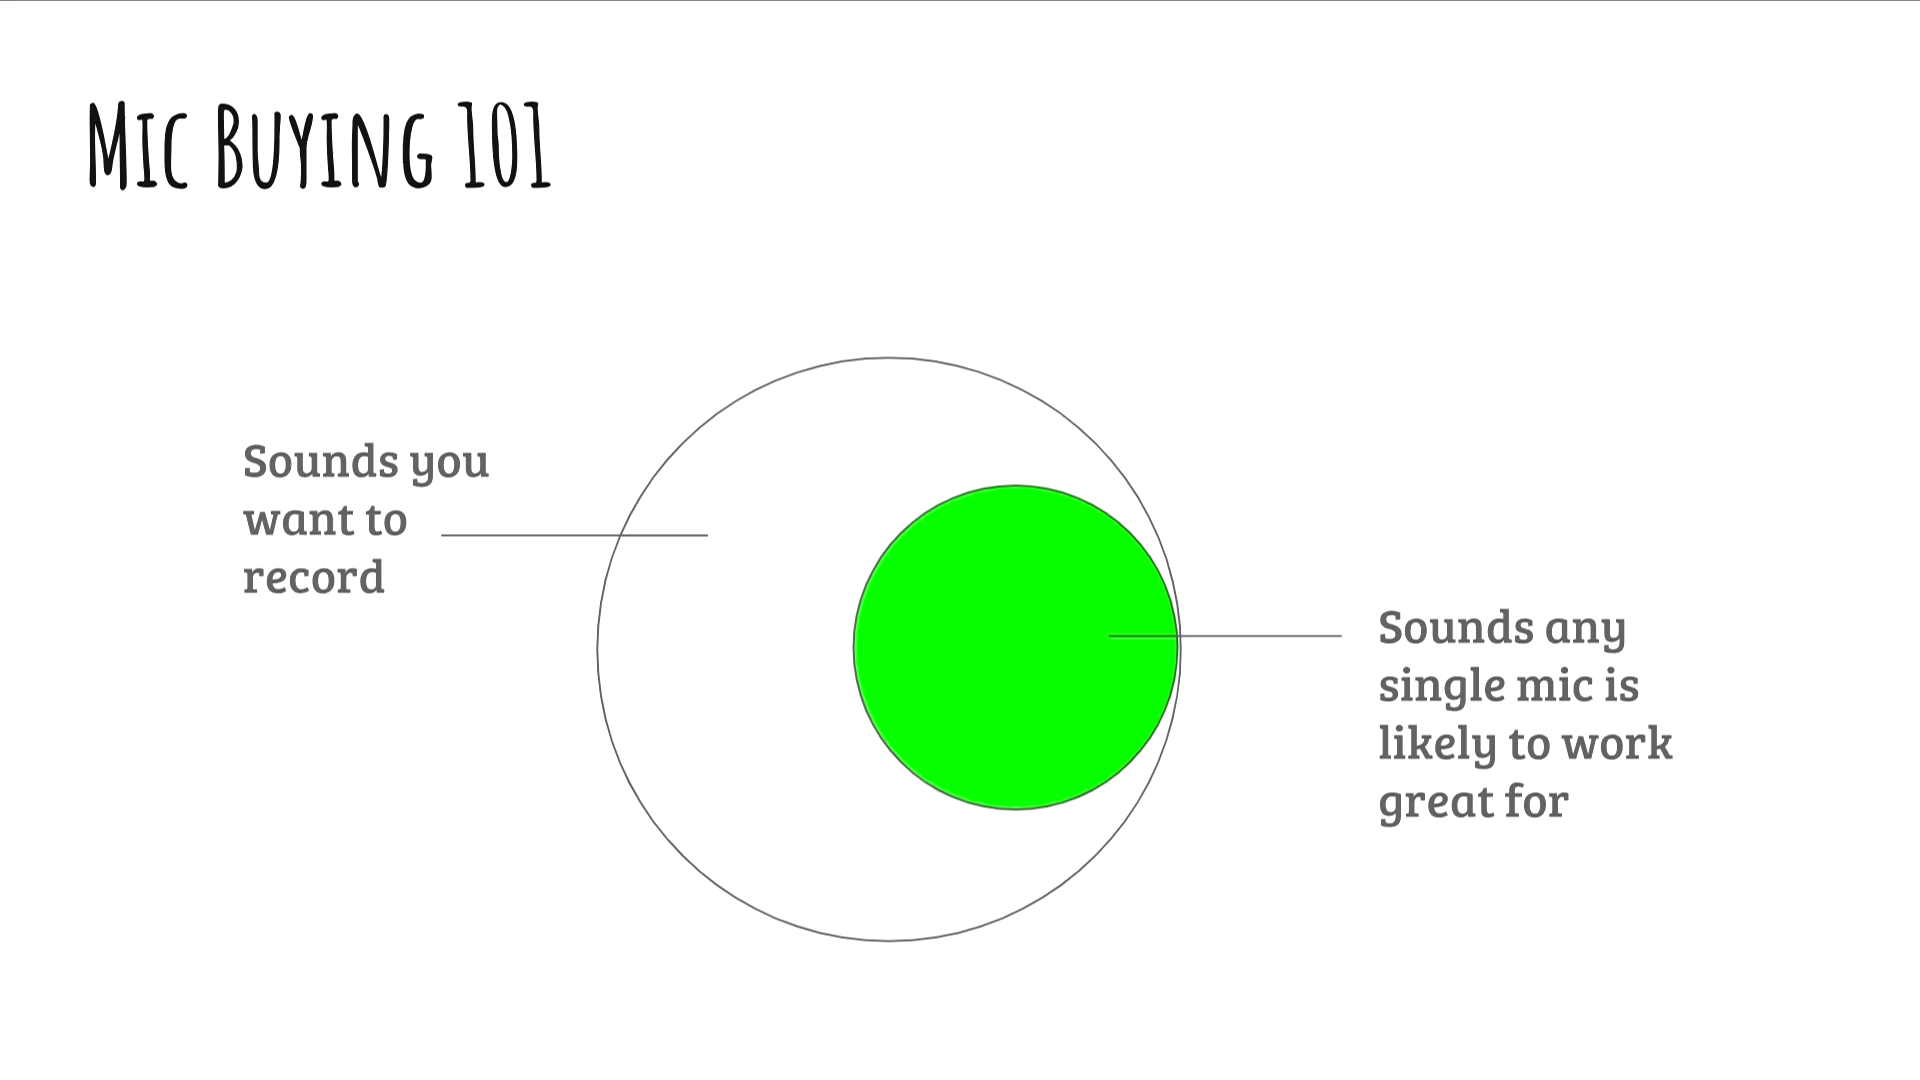 Mic Buying 101
Sounds you
want to
record
Sounds any
single mic is
likely to work
great for